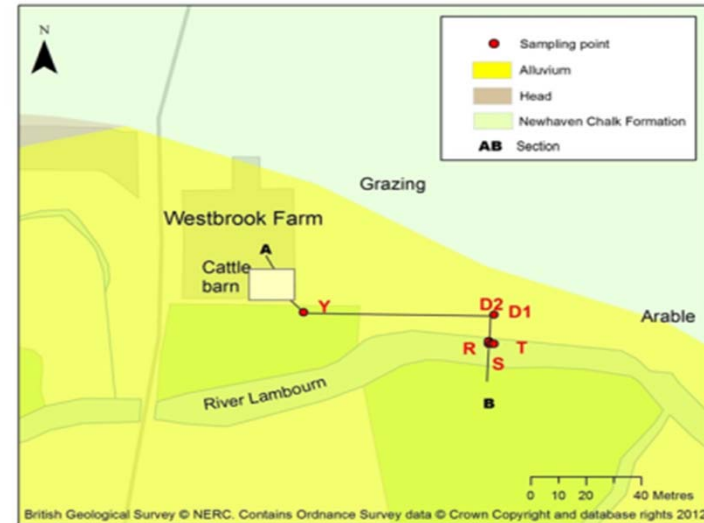 N
Sampling point
Alluvium
Head
Newhaven Chalk Formation
AB Section
Grazing
Westbrook Farm
A
Cattle
barn
Y
D2 D1
Arable
R T
S
River Lambourn
B
0 10 20 40 Metres
British Geological Survey © NERC. Contains Ordnance Survey data © Crown Copyright and database rights 2012